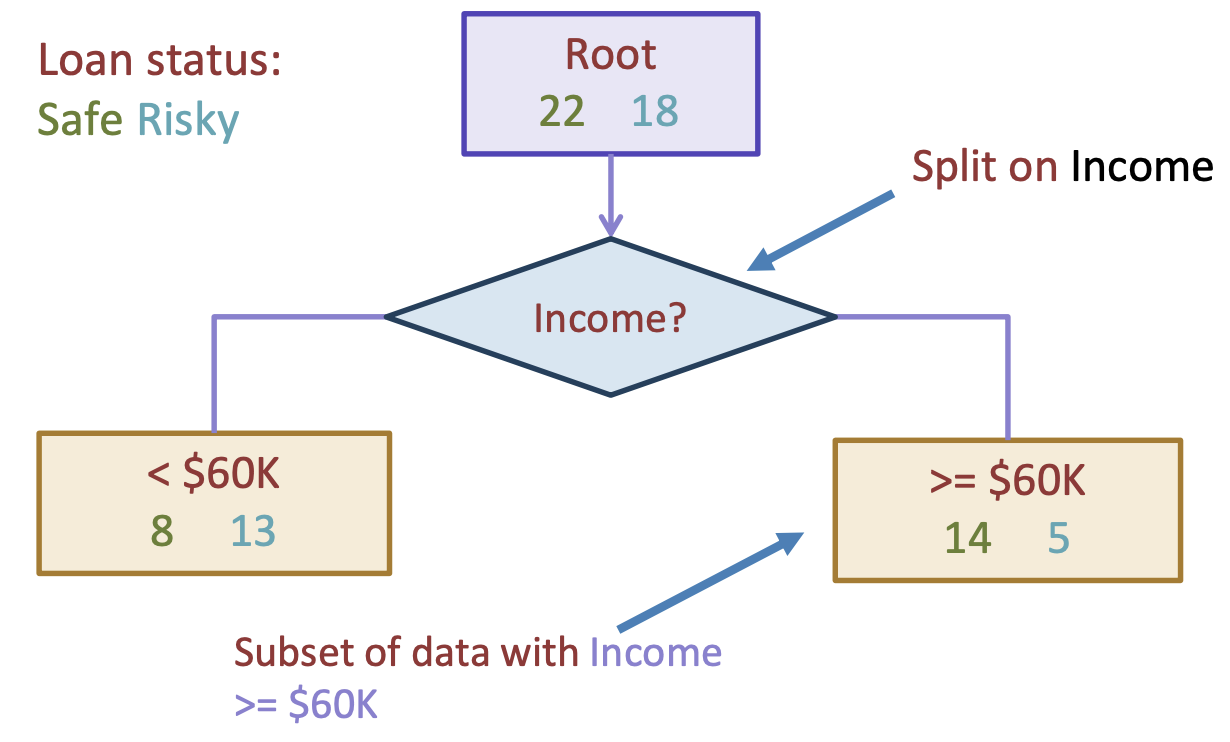 Loan status:
Safe Risky
Root
22 18
Split on Income
Income?
< $60K
8 13
>= $60K
14 5
Subset of data with Income
>= $60K